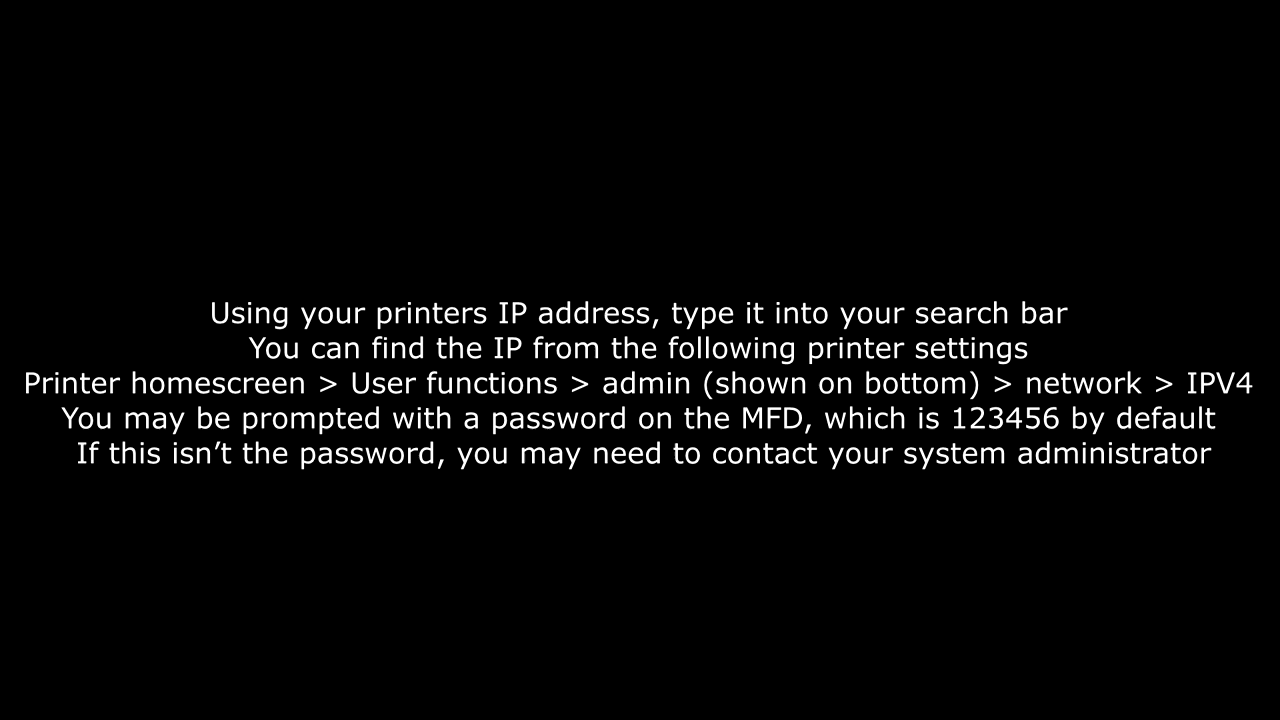 Using your printers IP address, type it into your search bar
You can find the IP from the following printer settings
Printer homescreen > User functions > admin (shown on bottom) > network > IPV4
You may be prompted with a password on the MFD, which is 123456 by default
If this isn’t the password, you may need to contact your system administrator